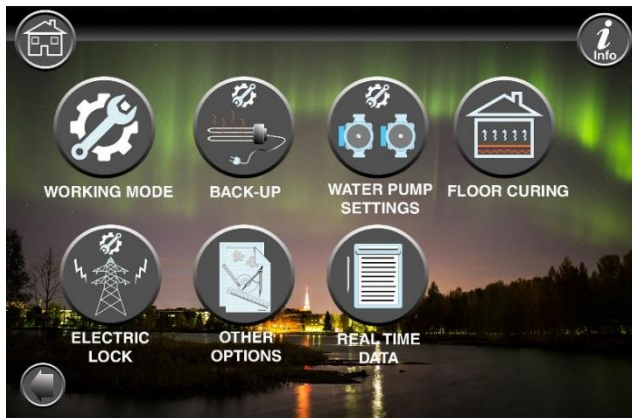 i
Info
WORKING MODE
BACK-UP
WATER PUMP
SETTINGS
FLOOR CURING
ELECTRIC
LOCK
OTHER
OPTIONS
REAL TIME
DATA